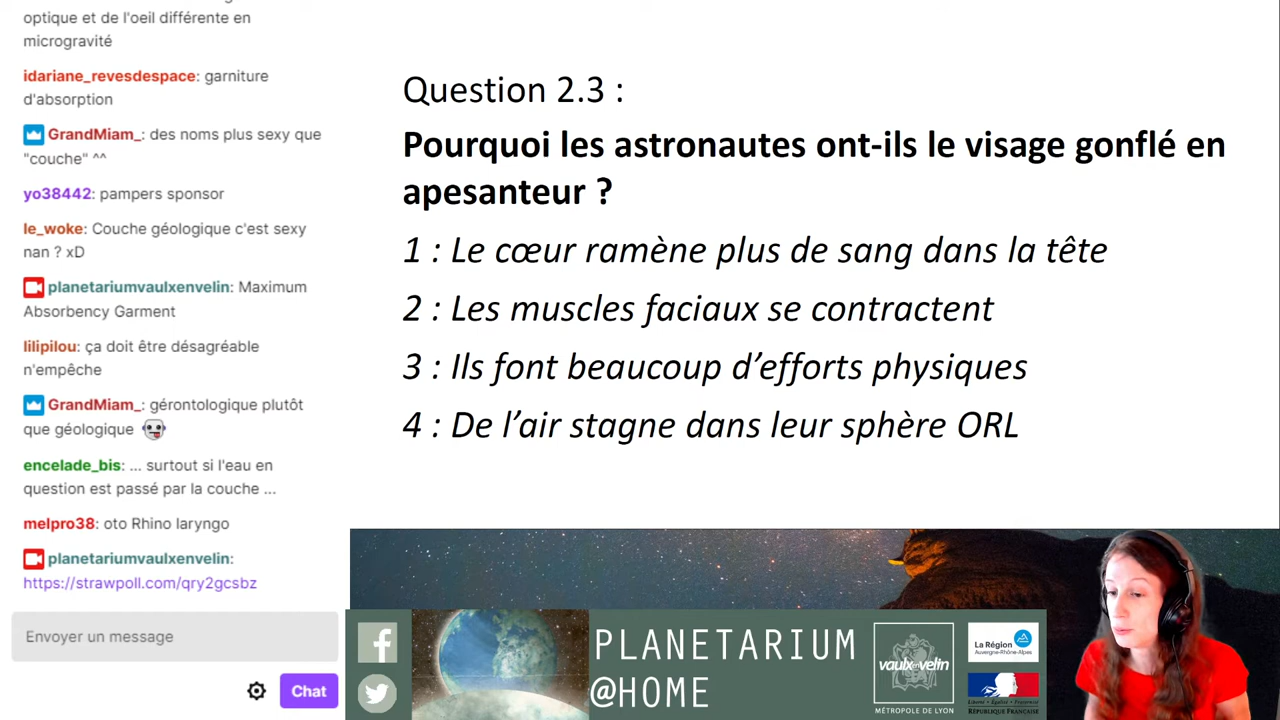 optique et de l'oeil différente en
microgravité
idariane_revesdespace: garniture
d'absorption
GrandMiam_: des noms plus sexy que
"couche" ^^
yo38442: pampers sponsor
le_woke: Couche géologique c'est sexy
nan ? xD
planetariumvaulxenvelin: Maximum
Absorbency Garment
lilipilou: ça doit être désagréable
n'empêche
GrandMiam_: gérontologique plutôt
que géologique
encelade_bis: ... surtout si l'eau en
question est passé par la couche ...
melpro38: oto Rhino laryngo
planetariumvaulxenvelin:
https://strawpoll.com/qry2gcsbz
Envoyer un message
Chat
Question 2.3 :
Pourquoi les astronautes ont-ils le visage gonflé en
apesanteur ?
1 : Le cœur ramène plus de sang dans la tête
2 : Les muscles faciaux se contractent
3 : Ils font beaucoup d'efforts physiques
4 : De l'air stagne dans leur sphère ORL
PLANETARIUM
@HOME
vaulx en velin
MÉTROPOLE DE LYON
La Région
Auvergne-Rhône-Alpes
Liberté • Égalité • Fraternité
RÉPUBLIQUE FRANÇAISE